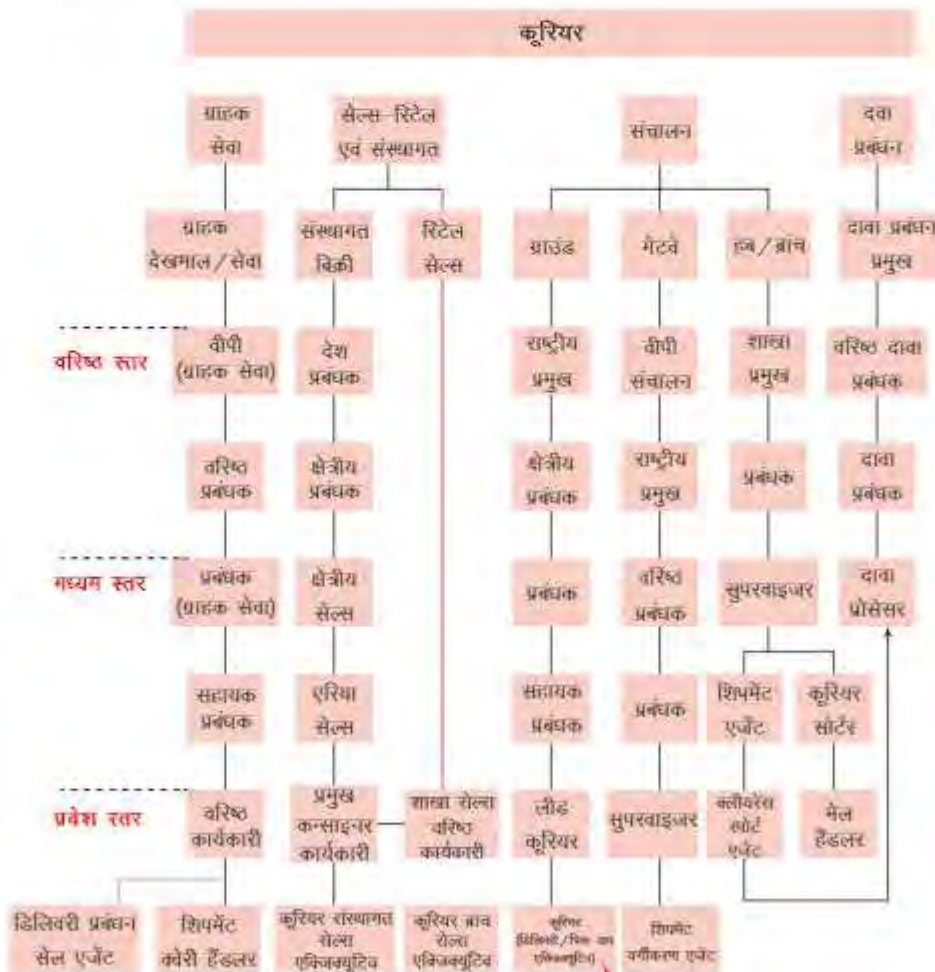 कूरियर
ग्राहक
सेवा
सेल्स रिटेल
एवं संस्थागत
संचालन
दवा
प्रबंधन
ग्राहक
देखभाल/सेवा
संस्थागत
बिक्री
रिटेल
सेल्स
ग्राउंड
गेटवे
हब/ब्रांच
दावा प्रबंधन
प्रमुख
वरिष्ठ स्तर
वीपी
(ग्राहक सेवा)
देश
प्रबंधक
राष्ट्रीय
प्रमुख
वीपी
संचालन
शाखा
प्रमुख
वरिष्ठ दावा
प्रबंधक
वरिष्ठ
प्रबंधक
क्षेत्रीय
प्रबंधक
क्षेत्रीय
प्रबंधक
राष्ट्रीय
प्रमुख
प्रबंधक
दावा
प्रबंधक
मध्यम स्तर
प्रबंधक
(ग्राहक सेवा)
क्षेत्रीय
सेल्स
प्रबंधक
वरिष्ठ
प्रबंधक
सुपरवाइजर
दावा
प्रोसेसर
सहायक
प्रबंधक
एरिया
सेल्स
सहायक
प्रबंधक
प्रबंधक
शिपमेंट
एजेंट
कूरियर
सॉर्टर
प्रवेश स्तर
वरिष्ठ
कार्यकारी
प्रमुख
कन्साइनर
कार्यकारी
शाखा सेल्स
वरिष्ठ
कार्यकारी
लीड
कूरियर
सुपरवाइजर
क्लीयरेंस
एजेंट
मेल
हैंडलर
डिलिवरी प्रबंधन
सेल एजेंट
शिपमेंट
क्वेरी हैंडलर
कूरियर संस्थागत
सेल्स
एक्जिक्यूटिव
कूरियर ब्रांच
सेल्स
एक्जिक्यूटिव
कूरियर
एक्जिक्यूटिव)
शिपमेंट
वर्गीकरण एजेंट